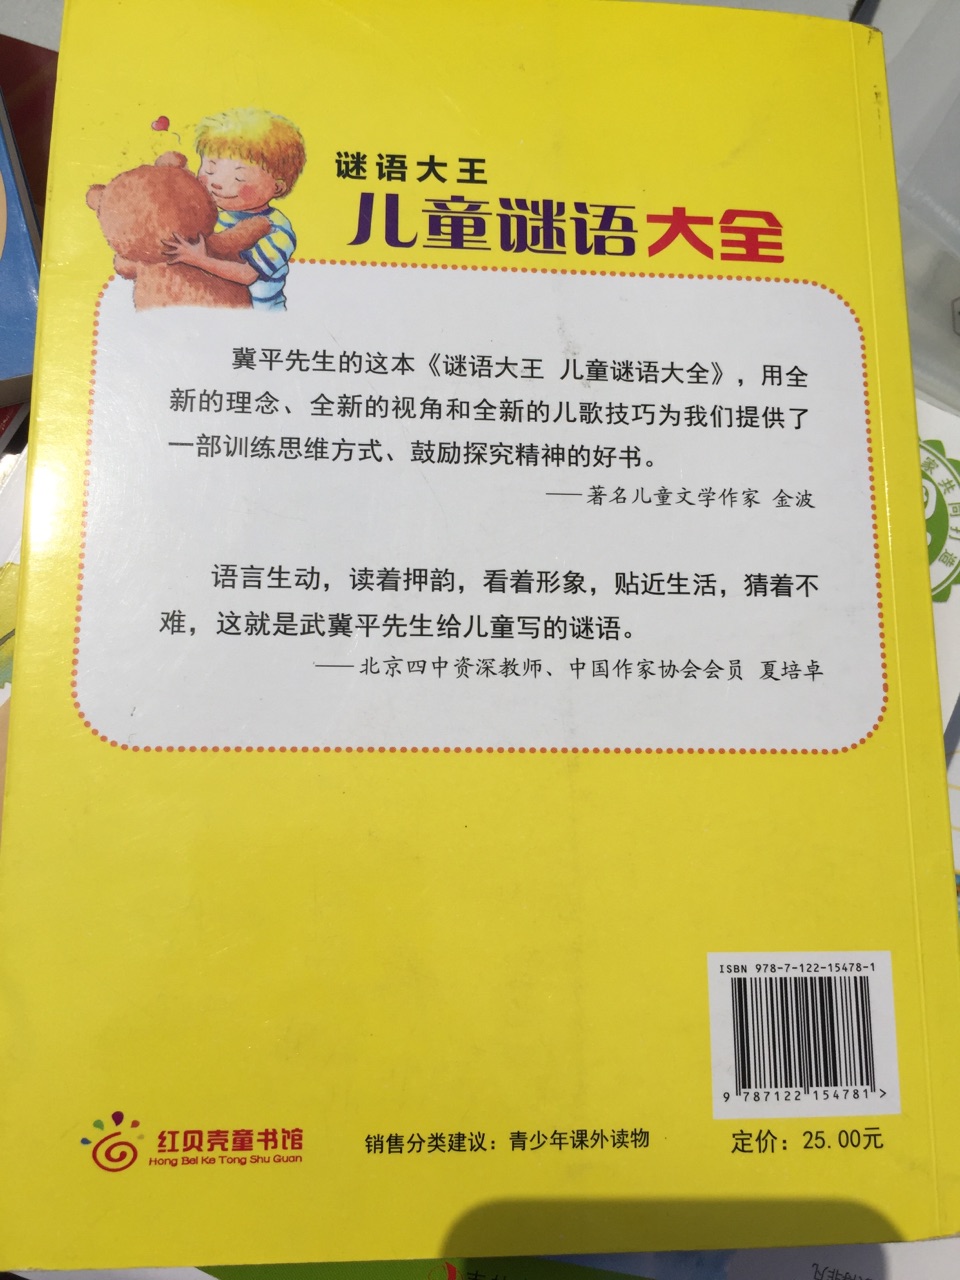 谜语大王
儿童谜语大全
冀平先生的这本《谜语大王 儿童谜语大全》，用全
新的理念、全新的视角和全新的儿歌技巧为我们提供了
一部训练思维方式、鼓励探究精神的好书。
——著名儿童文学作家 金波
语言生动，读着押韵，看着形象，贴近生活，猜着不
难，这就是武冀平先生给儿童写的谜语。
——北京四中资深教师、中国作家协会会员 夏培卓
ISBN 978-7-122-15478-1
9 787122 154781 >
红贝壳童书馆
Hong Bei Ke Tong Shu Guan
销售分类建议：青少年课外读物
定价：25.00元
家共同打造